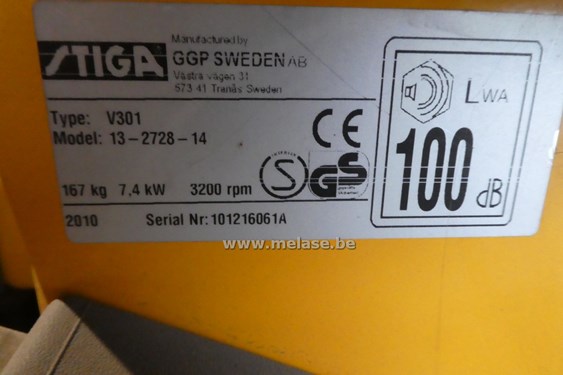 STIGA
Manufactured by
GGP SWEDEN AB
Västra vägen 31
573 41 Tranås Sweden
Type: V301
Model: 13-2728-14
167 kg 7,4 kW 3200 rpm
2010 Serial Nr: 101216061A
CE
S
GS
LWA
100
dB
www.melase.be